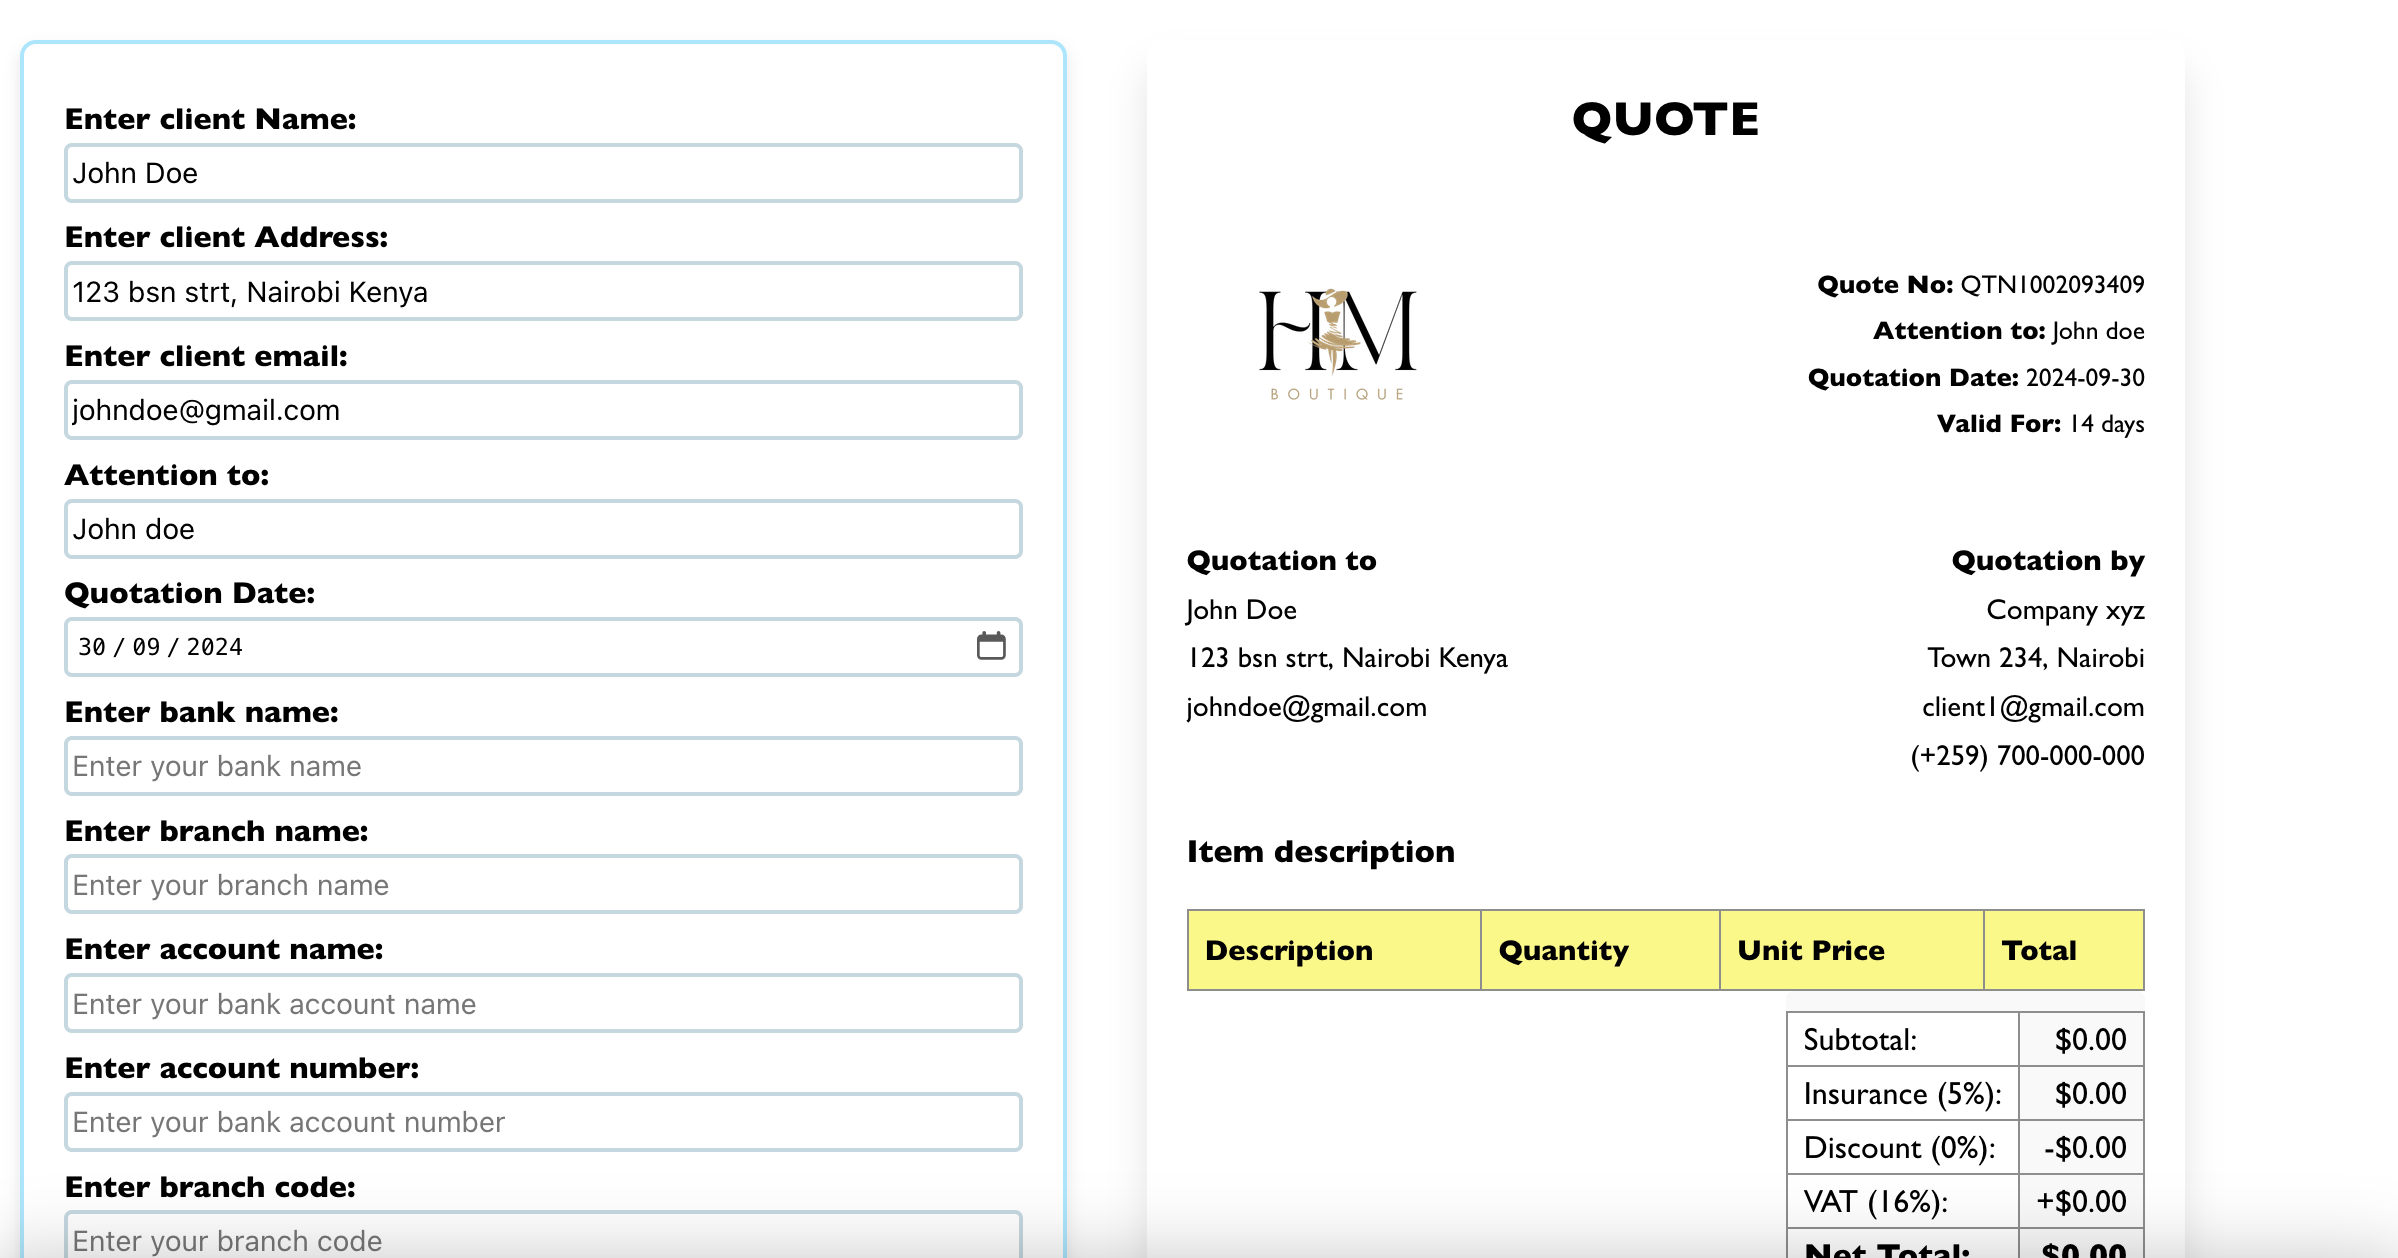 Enter client Name:
John Doe
Enter client Address:
123 bsn strt, Nairobi Kenya
Enter client email:
johndoe@gmail.com
Attention to:
John doe
Quotation Date:
30 / 09 / 2024
Enter bank name:
Enter your bank name
Enter branch name:
Enter your branch name
Enter account name:
Enter your bank account name
Enter account number:
Enter your bank account number
Enter branch code:
Enter your branch code
QUOTE
HM
BOUTIQUE
Quote No: QTN1002093409
Attention to: John doe
Quotation Date: 2024-09-30
Valid For: 14 days
Quotation to
John Doe
123 bsn strt, Nairobi Kenya
johndoe@gmail.com
Quotation by
Company xyz
Town 234, Nairobi
client1@gmail.com
(+259) 700-000-000
Item description
Description Quantity Unit Price Total
Subtotal: $0.00
Insurance (5%): $0.00
Discount (0%): -$0.00
VAT (16%): +$0.00
Net Total: $0.00